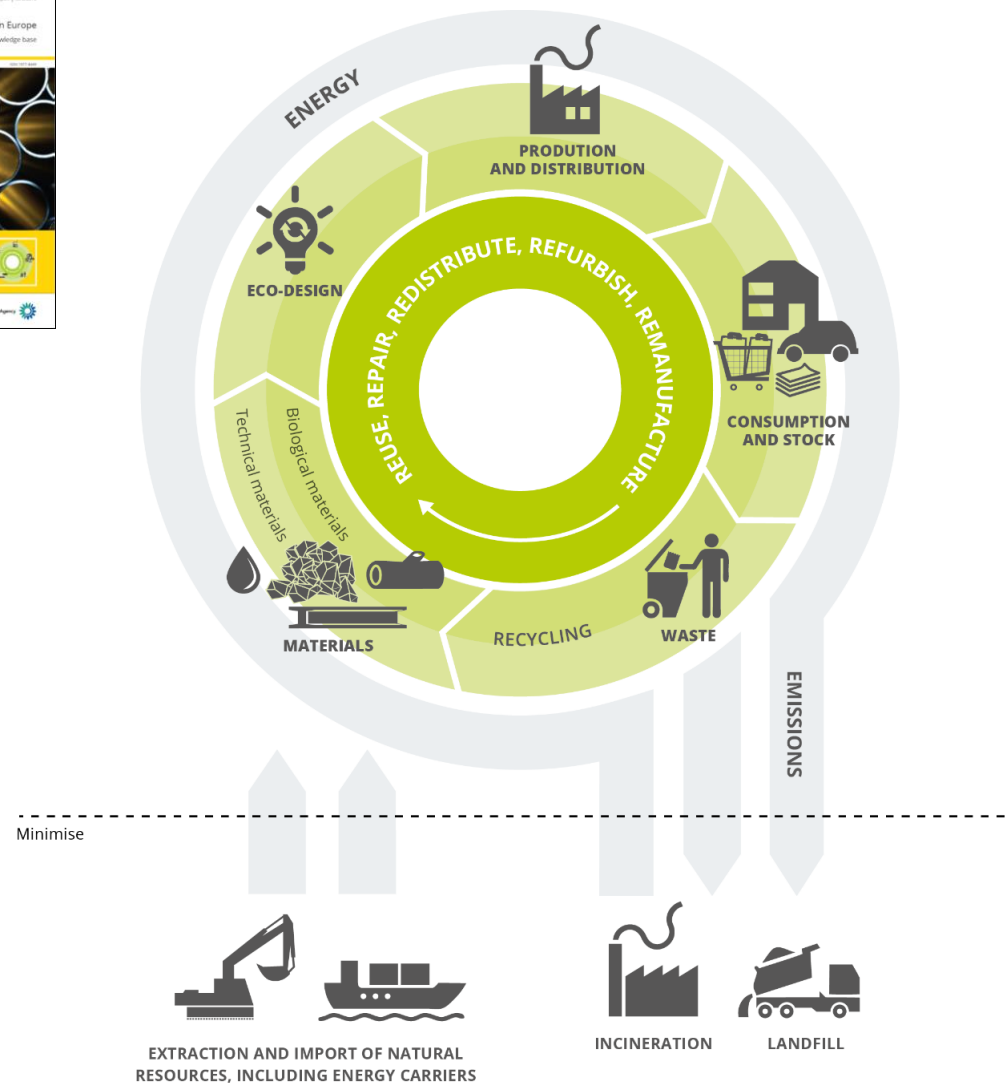 n Europe
wledge base
ENERGY
PRODUTION
AND DISTRIBUTION
ECO-DESIGN
REUSE, REPAIR, REDISTRIBUTE, REFURBISH, REMANUFACTURE
CONSUMPTION
AND STOCK
Technical materials
Biological materials
MATERIALS
RECYCLING
WASTE
EMISSIONS
Minimise
EXTRACTION AND IMPORT OF NATURAL
RESOURCES, INCLUDING ENERGY CARRIERS
INCINERATION
LANDFILL
Agency